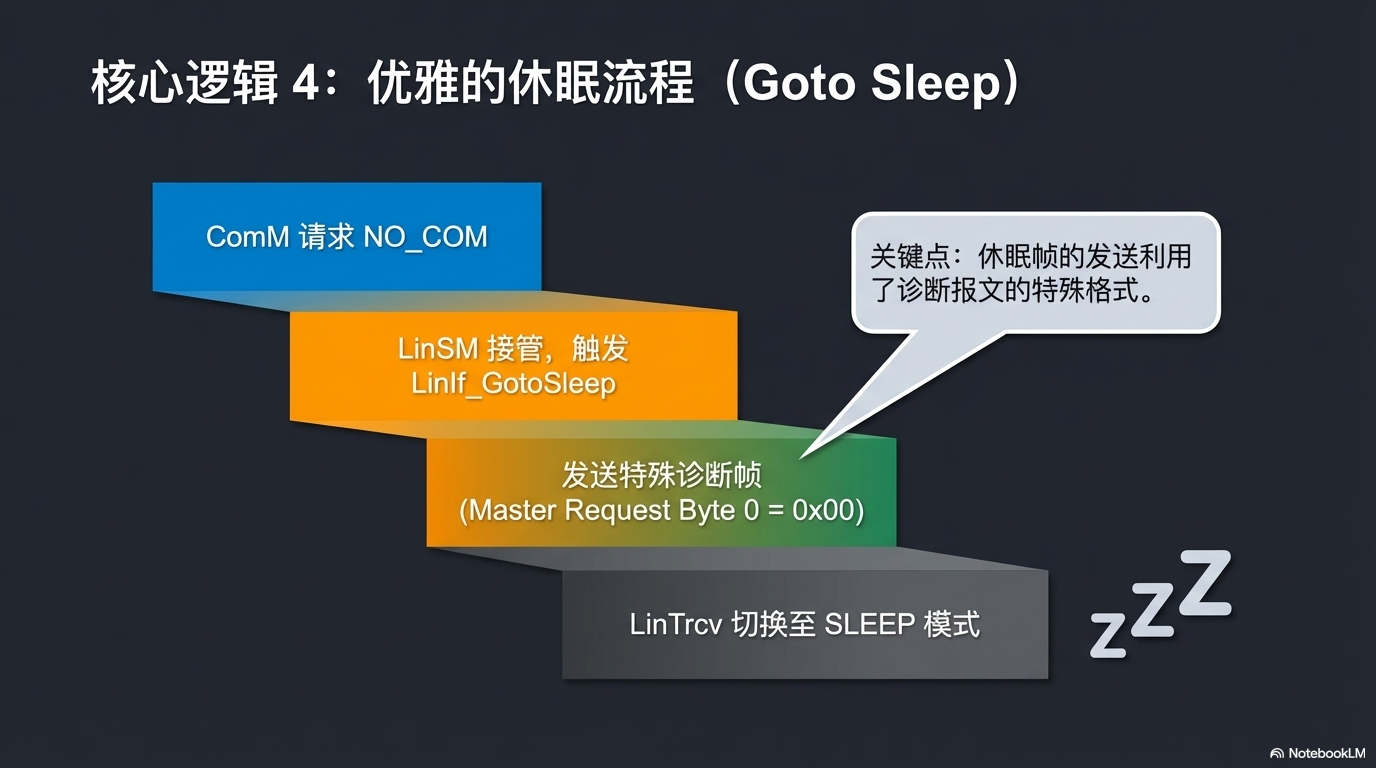 核心逻辑 4：优雅的休眠流程（Goto Sleep）
ComM 请求 NO_COM
关键点：休眠帧的发送利用
了诊断报文的特殊格式。
LinSM 接管，触发
LinIf_GotoSleep
发送特殊诊断帧
(Master Request Byte 0 = 0x00)
LinTrcv 切换至 SLEEP 模式
zzZ
NotebookLM